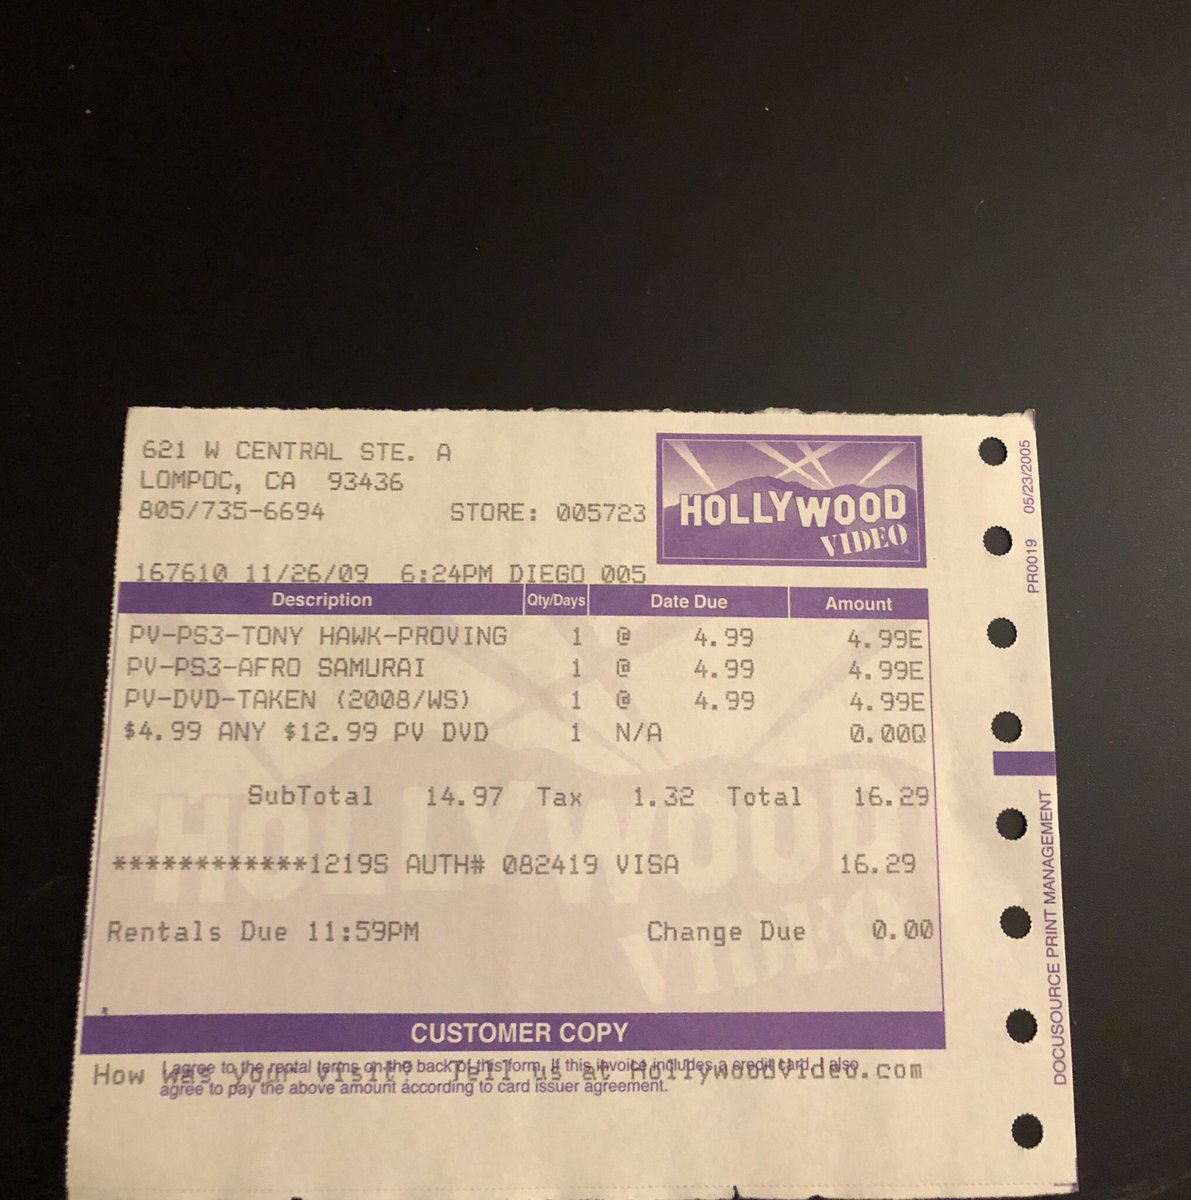 621 W CENTRAL STE. A
LOMPOC, CA 93436
805/735-6694 STORE: 005723
HOLLYWOOD
VIDEO
167610 11/26/09 6:24PM DIEGO 005
Description Qty/Days Date Due Amount
PV-PS3-TONY HAWK-PROVING 1 @ 4.99 4.99E
PV-PS3-AFRO SAMURAI 1 @ 4.99 4.99E
PV-DVD-TAKEN (2008/WS) 1 @ 4.99 4.99E
$4.99 ANY $12.99 PV DVD 1 N/A 0.00Q
SubTotal 14.97 Tax 1.32 Total 16.29
************1219S AUTH# 082419 VISA 16.29
Rentals Due 11:59PM Change Due 0.00
HOLLYWOOD
VIDEO
CUSTOMER COPY
I agree to the rental terms on the back of this form. If this invoice includes a credit card, I also
agree to pay the above amount according to card issuer agreement.
How was your visit? Tell us at Hollywoodvideo.com
PR0019 05/23/2005
DOCUSOURCE PRINT MANAGEMENT